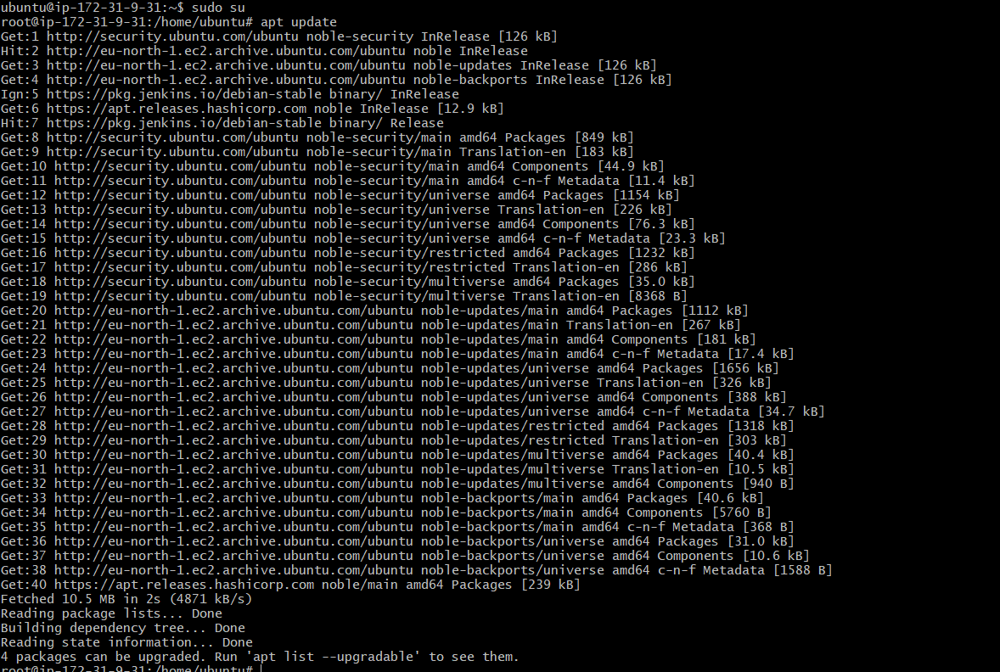 ubuntu@ip-172-31-9-31:~$ sudo su
root@ip-172-31-9-31:/home/ubuntu# apt update
Get:1 http://security.ubuntu.com/ubuntu noble-security InRelease [126 kB]
Hit:2 http://eu-north-1.ec2.archive.ubuntu.com/ubuntu noble InRelease
Get:3 http://eu-north-1.ec2.archive.ubuntu.com/ubuntu noble-updates InRelease [126 kB]
Get:4 http://eu-north-1.ec2.archive.ubuntu.com/ubuntu noble-backports InRelease [126 kB]
Ign:5 https://pkg.jenkins.io/debian-stable binary/ InRelease
Get:6 https://apt.releases.hashicorp.com noble InRelease [12.9 kB]
Hit:7 https://pkg.jenkins.io/debian-stable binary/ Release
Get:8 http://security.ubuntu.com/ubuntu noble-security/main amd64 Packages [849 kB]
Get:9 http://security.ubuntu.com/ubuntu noble-security/main Translation-en [183 kB]
Get:10 http://security.ubuntu.com/ubuntu noble-security/main amd64 Components [44.9 kB]
Get:11 http://security.ubuntu.com/ubuntu noble-security/main amd64 c-n-f Metadata [11.4 kB]
Get:12 http://security.ubuntu.com/ubuntu noble-security/universe amd64 Packages [1154 kB]
Get:13 http://security.ubuntu.com/ubuntu noble-security/universe Translation-en [226 kB]
Get:14 http://security.ubuntu.com/ubuntu noble-security/universe amd64 Components [76.3 kB]
Get:15 http://security.ubuntu.com/ubuntu noble-security/universe amd64 c-n-f Metadata [23.3 kB]
Get:16 http://security.ubuntu.com/ubuntu noble-security/restricted amd64 Packages [1232 kB]
Get:17 http://security.ubuntu.com/ubuntu noble-security/restricted Translation-en [286 kB]
Get:18 http://security.ubuntu.com/ubuntu noble-security/multiverse amd64 Packages [35.0 kB]
Get:19 http://security.ubuntu.com/ubuntu noble-security/multiverse Translation-en [8368 B]
Get:20 http://eu-north-1.ec2.archive.ubuntu.com/ubuntu noble-updates/main amd64 Packages [1112 kB]
Get:21 http://eu-north-1.ec2.archive.ubuntu.com/ubuntu noble-updates/main Translation-en [267 kB]
Get:22 http://eu-north-1.ec2.archive.ubuntu.com/ubuntu noble-updates/main amd64 Components [181 kB]
Get:23 http://eu-north-1.ec2.archive.ubuntu.com/ubuntu noble-updates/main amd64 c-n-f Metadata [17.4 kB]
Get:24 http://eu-north-1.ec2.archive.ubuntu.com/ubuntu noble-updates/universe amd64 Packages [1656 kB]
Get:25 http://eu-north-1.ec2.archive.ubuntu.com/ubuntu noble-updates/universe Translation-en [326 kB]
Get:26 http://eu-north-1.ec2.archive.ubuntu.com/ubuntu noble-updates/universe amd64 Components [388 kB]
Get:27 http://eu-north-1.ec2.archive.ubuntu.com/ubuntu noble-updates/universe amd64 c-n-f Metadata [34.7 kB]
Get:28 http://eu-north-1.ec2.archive.ubuntu.com/ubuntu noble-updates/restricted amd64 Packages [1318 kB]
Get:29 http://eu-north-1.ec2.archive.ubuntu.com/ubuntu noble-updates/restricted Translation-en [303 kB]
Get:30 http://eu-north-1.ec2.archive.ubuntu.com/ubuntu noble-updates/multiverse amd64 Packages [40.4 kB]
Get:31 http://eu-north-1.ec2.archive.ubuntu.com/ubuntu noble-updates/multiverse Translation-en [10.5 kB]
Get:32 http://eu-north-1.ec2.archive.ubuntu.com/ubuntu noble-updates/multiverse amd64 Components [940 B]
Get:33 http://eu-north-1.ec2.archive.ubuntu.com/ubuntu noble-backports/main amd64 Packages [40.6 kB]
Get:34 http://eu-north-1.ec2.archive.ubuntu.com/ubuntu noble-backports/main amd64 Components [5760 B]
Get:35 http://eu-north-1.ec2.archive.ubuntu.com/ubuntu noble-backports/main amd64 c-n-f Metadata [368 B]
Get:36 http://eu-north-1.ec2.archive.ubuntu.com/ubuntu noble-backports/universe amd64 Packages [31.0 kB]
Get:37 http://eu-north-1.ec2.archive.ubuntu.com/ubuntu noble-backports/universe amd64 Components [10.6 kB]
Get:38 http://eu-north-1.ec2.archive.ubuntu.com/ubuntu noble-backports/universe amd64 c-n-f Metadata [1588 B]
Get:40 https://apt.releases.hashicorp.com noble/main amd64 Packages [239 kB]
Fetched 10.5 MB in 2s (4871 kB/s)
Reading package lists... Done
Building dependency tree... Done
Reading state information... Done
4 packages can be upgraded. Run 'apt list --upgradable' to see them.
root@ip-172-31-9-31:/home/ubuntu#